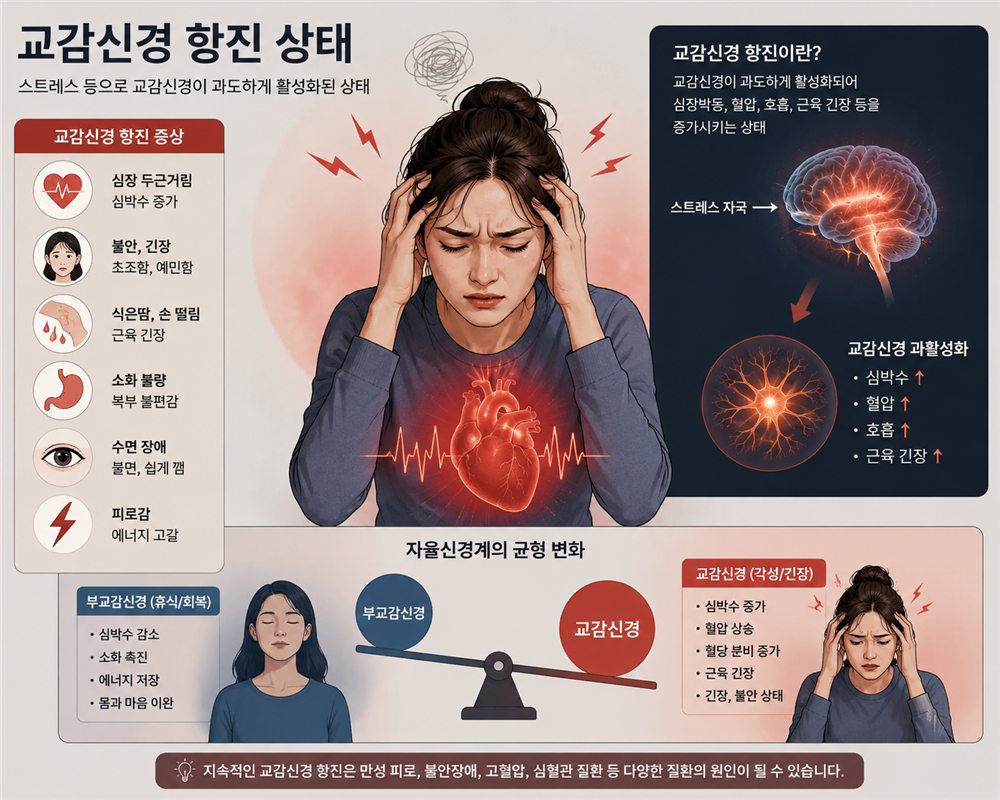 교감신경 항진 상태
스트레스 등으로 교감신경이 과도하게 활성화된 상태
교감신경 항진 증상
심장 두근거림
심박수 증가
불안, 긴장
초조함, 예민함
식은땀, 손 떨림
근육 긴장
소화 불량
복부 불편감
수면 장애
불면, 쉽게 깸
피로감
에너지 고갈
교감신경 항진이란?
교감신경이 과도하게 활성화되어
심장박동, 혈압, 호흡, 근육 긴장 등을
증가시키는 상태
스트레스 자극 →
교감신경 과활성화
• 심박수 ↑
• 혈압 ↑
• 호흡 ↑
• 근육 긴장 ↑
자율신경계의 균형 변화
부교감신경 (휴식/회복)
• 심박수 감소
• 소화 촉진
• 에너지 저장
• 몸과 마음 이완
부교감신경
교감신경
교감신경 (각성/긴장)
• 심박수 증가
• 혈압 상송
• 혈당 분비 증가
• 근육 긴장
• 긴장, 불안 상태
지속적인 교감신경 항진은 만성 피로, 불안장애, 고혈압, 심혈관 질환 등 다양한 질환의 원인이 될 수 있습니다.